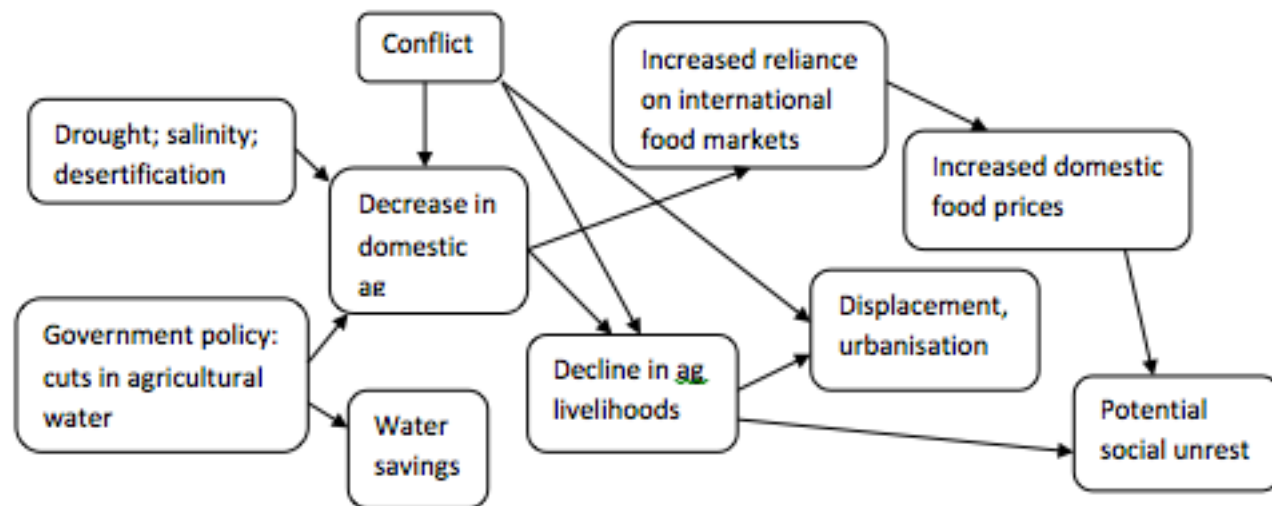 Conflict
Increased reliance
on international
food markets
Drought; salinity;
desertification
Increased domestic
food prices
Decrease in
domestic
ag
Displacement,
urbanisation
Government policy:
cuts in agricultural
water
Decline in ag
livelihoods
Water
savings
Potential
social unrest